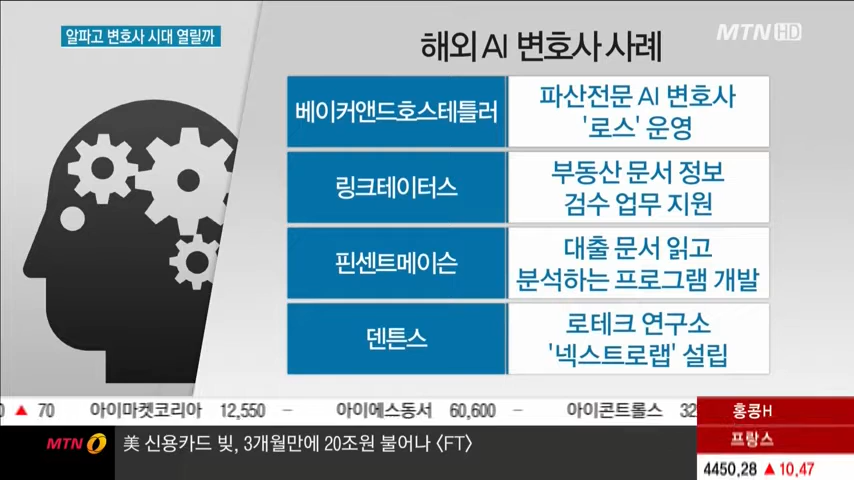 알파고 변호사 시대 열릴까
MTN HD
해외 AI 변호사 사례
베이커앤드호스테틀러
파산전문 AI 변호사
'로스' 운영
링크테이터스
부동산 문서 정보
검수 업무 지원
핀센트메이슨
대출 문서 읽고
분석하는 프로그램 개발
덴튼스
로테크 연구소
'넥스트로랩' 설립
▲ 70 아이마켓코리아 12,550 – 아이에스동서 60,600 – 아이콘트롤스
홍콩H
프랑스
MTN 美 신용카드 빚, 3개월만에 20조원 불어나 〈FT〉
4450,28 ▲10,47